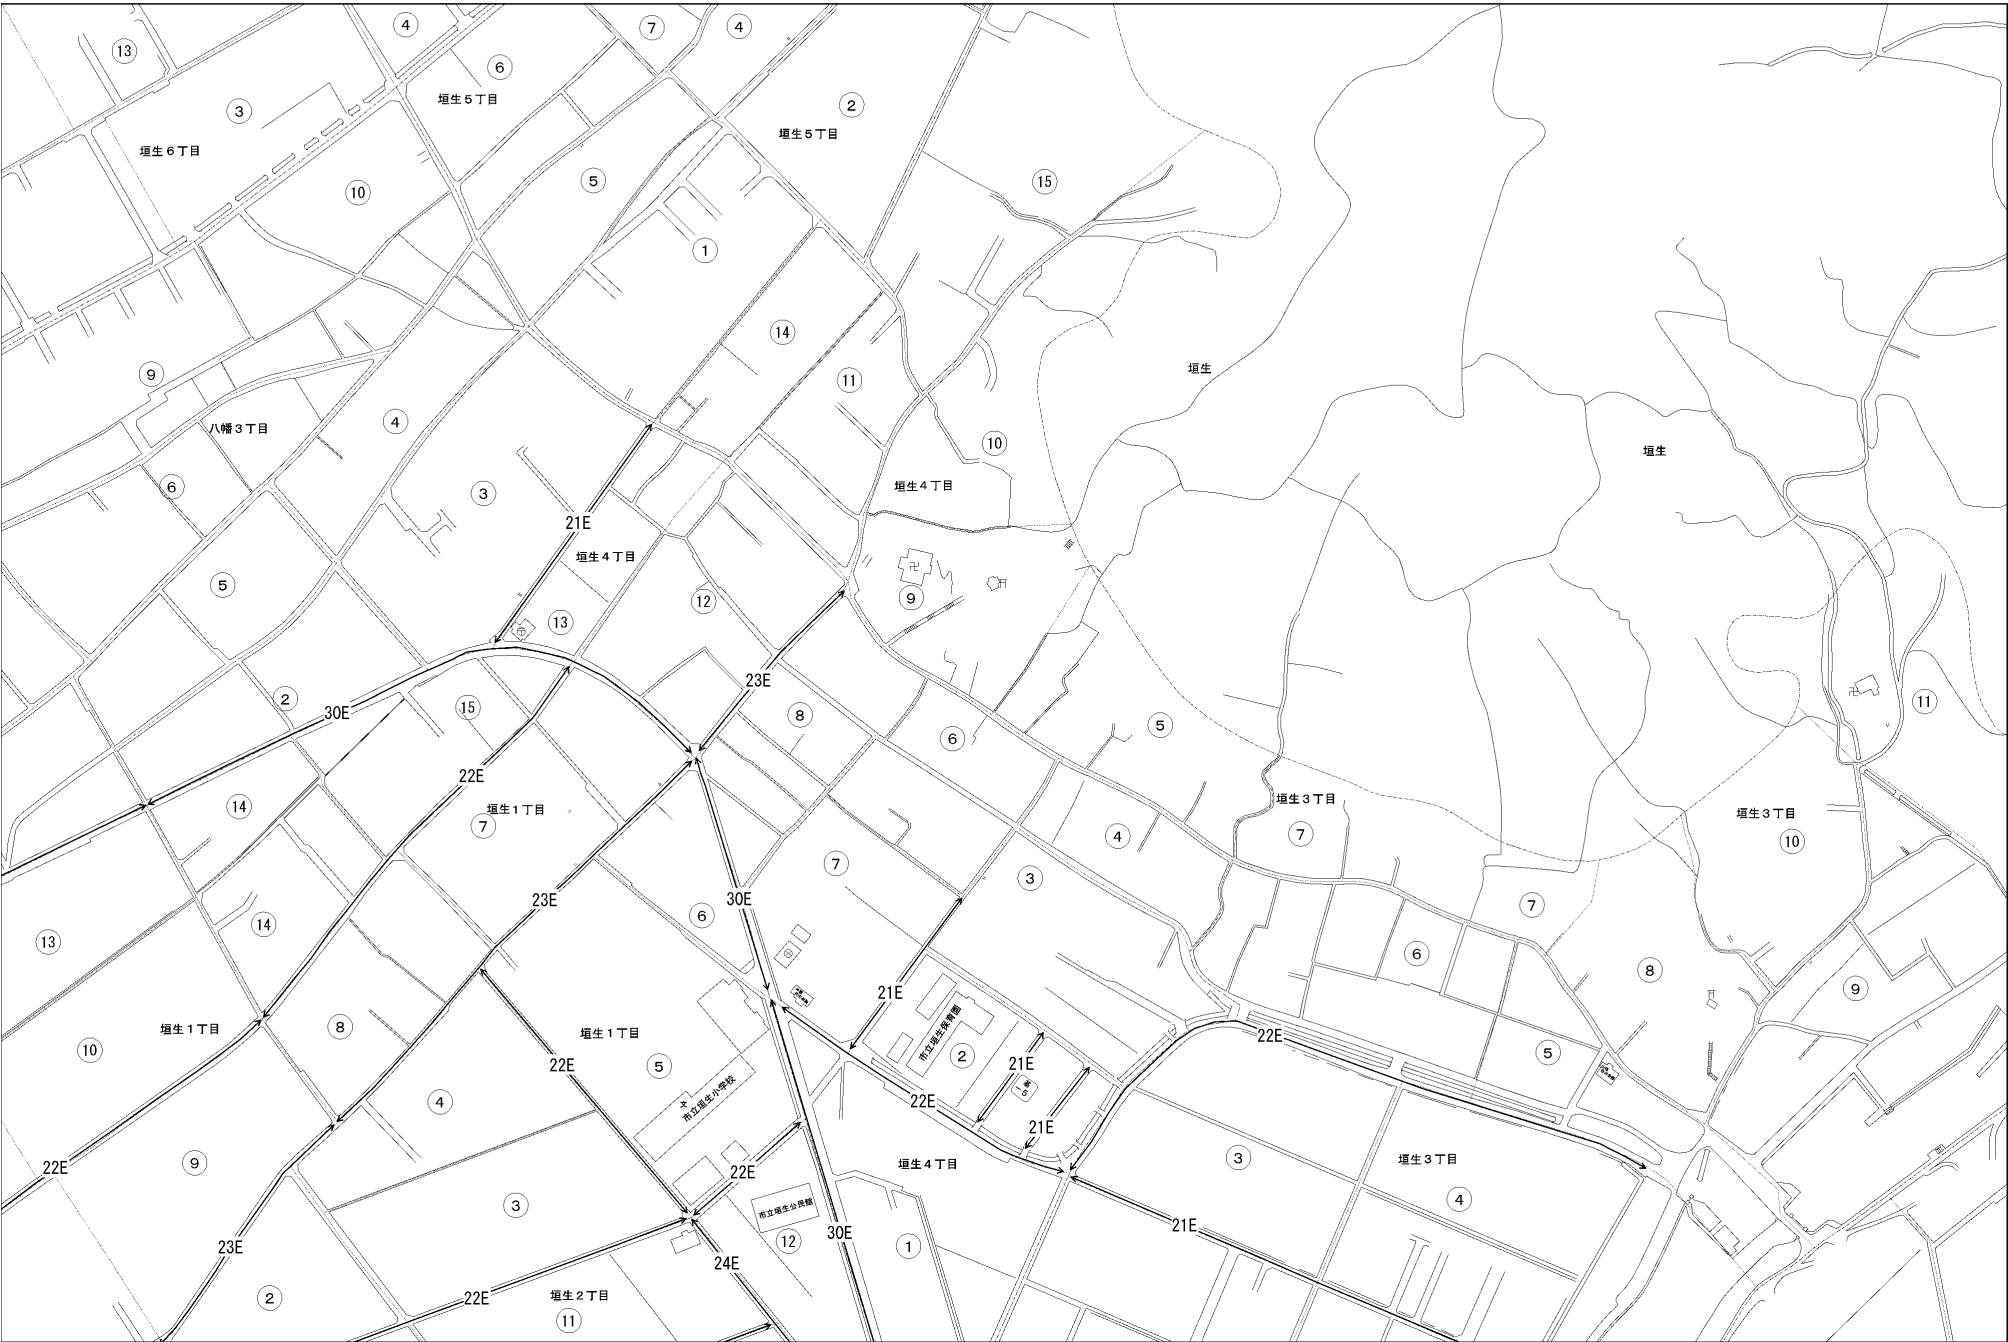 ④
⑦
④
⑬
⑥
垣生５丁目
③
②
垣生５丁目
垣生６丁目
⑩
⑤
⑮
①
⑭
垣生
⑨
⑪
④
八幡３丁目
⑩
垣生
⑥
③
垣生４丁目
21E
垣生４丁目
⑤
⑫
⑨
⑬
23E
②
⑮
30E
⑧
⑥
⑤
⑪
22E
⑭
垣生１丁目
⑦
垣生３丁目
⑦
垣生３丁目
⑩
④
⑦
③
23E
30E
⑥
⑦
⑭
⑬
⑥
⑧
21E
⑨
垣生１丁目
⑧
垣生１丁目
市立垣生保育園
22E
⑩
②
⑤
22E
⑤
21E
市立垣生小学校
④
22E
21E
22E
⑨
22E
垣生４丁目
③
垣生３丁目
④
③
市立垣生公民館
23E
30E
21E
⑫
①
24E
②
22E
垣生２丁目
⑪